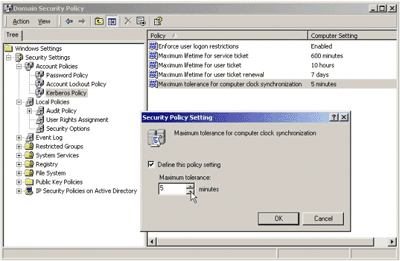 Domain Security Policy
Action View
Tree
Windows Settings
Security Settings
Account Policies
Password Policy
Account Lockout Policy
Kerberos Policy
Local Policies
Audit Policy
User Rights Assignment
Security Options
Event Log
Restricted Groups
System Services
Registry
File System
Public Key Policies
IP Security Policies on Active Directory
Policy Computer Setting
Enforce user logon restrictions Enabled
Maximum lifetime for service ticket 600 minutes
Maximum lifetime for user ticket 10 hours
Maximum lifetime for user ticket renewal 7 days
Maximum tolerance for computer clock synchronization 5 minutes
Security Policy Setting
Maximum tolerance for computer clock synchronization
Define this policy setting
Maximum tolerance:
5 minutes
OK Cancel